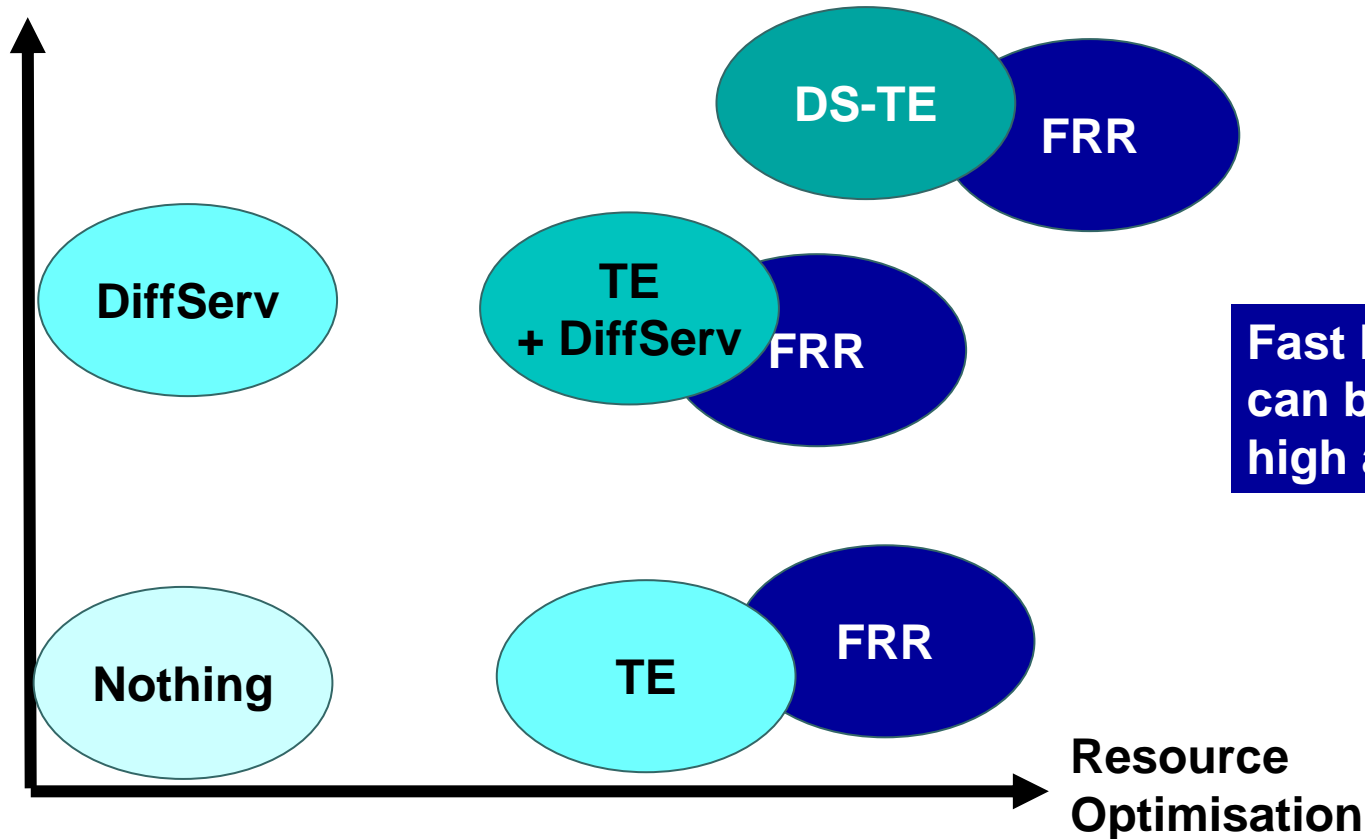 DS-TE
FRR
DiffServ
TE
+ DiffServ
FRR
Fast
can
high
Nothing
TE
FRR
Resource
Optimisation